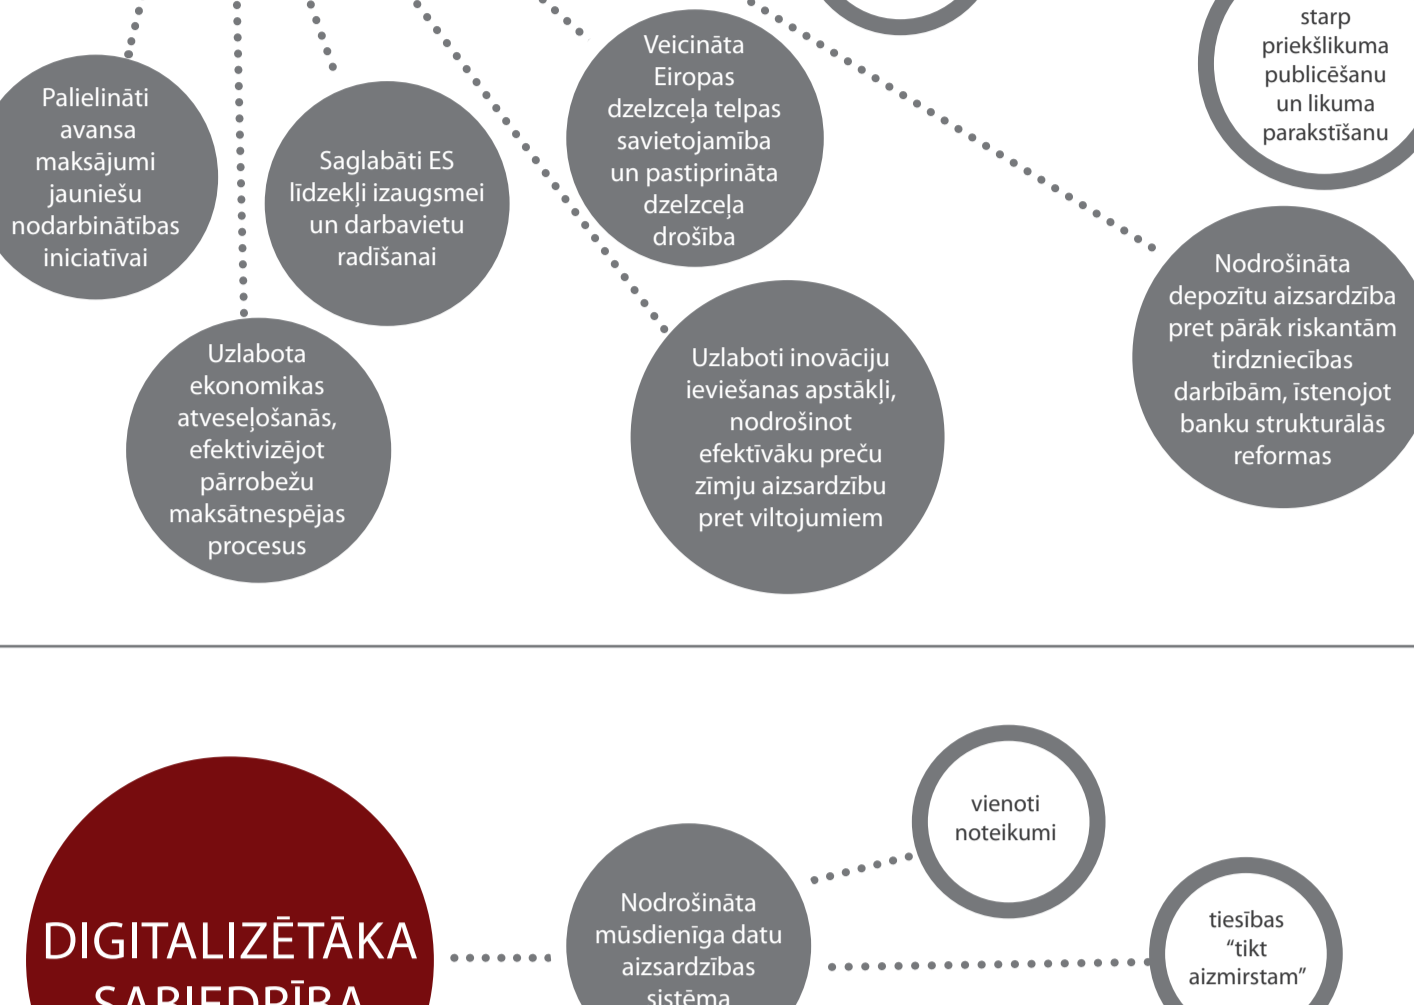 starp
priekšlikuma
publicēšanu
un likuma
parakstīšanu
Veicināta
Eiropas
dzelzceļa telpas
savietojamība
un pastiprināta
dzelzceļa
drošība
Palielināti
avansa
maksājumi
jauniešu
nodarbinātības
iniciatīvai
Saglabāti ES
līdzekļi izaugsmei
un darbavietu
radīšanai
Nodrošināta
depozītu aizsardzība
pret pārāk riskantām
tirdzniecības
darbībām, īstenojot
banku strukturālās
reformas
Uzlabota
ekonomikas
atveseļošanās,
efektivizējot
pārrobežu
maksātnespējas
procesus
Uzlaboti inovāciju
ieviešanas apstākļi,
nodrošinot
efektīvāku preču
zīmju aizsardzību
pret viltojumiem
vienoti
noteikumi
DIGITALIZĒTĀKA
SABIEDRĪBA
Nodrošināta
mūsdienīga datu
aizsardzības
sistēma
tiesības
“tikt
aizmirstam”